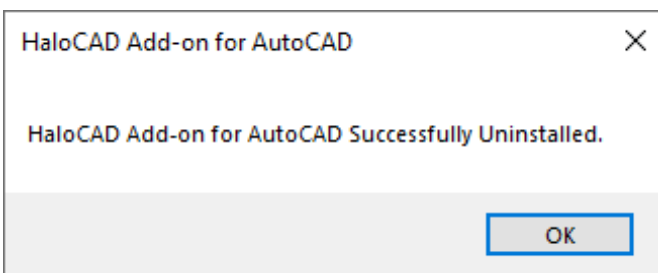 HaloCAD Add-on for AutoCAD
HaloCAD Add-on for AutoCAD Successfully Uninstalled.
OK